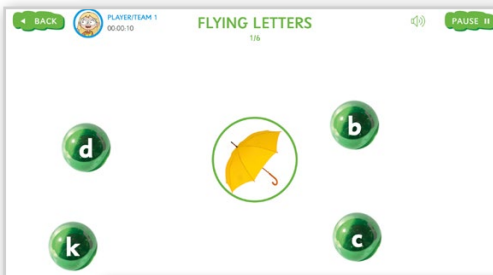 BACK
PLAYER/TEAM 1
00:00:10
FLYING LETTERS
1/6
PAUSE
d
b
k
c